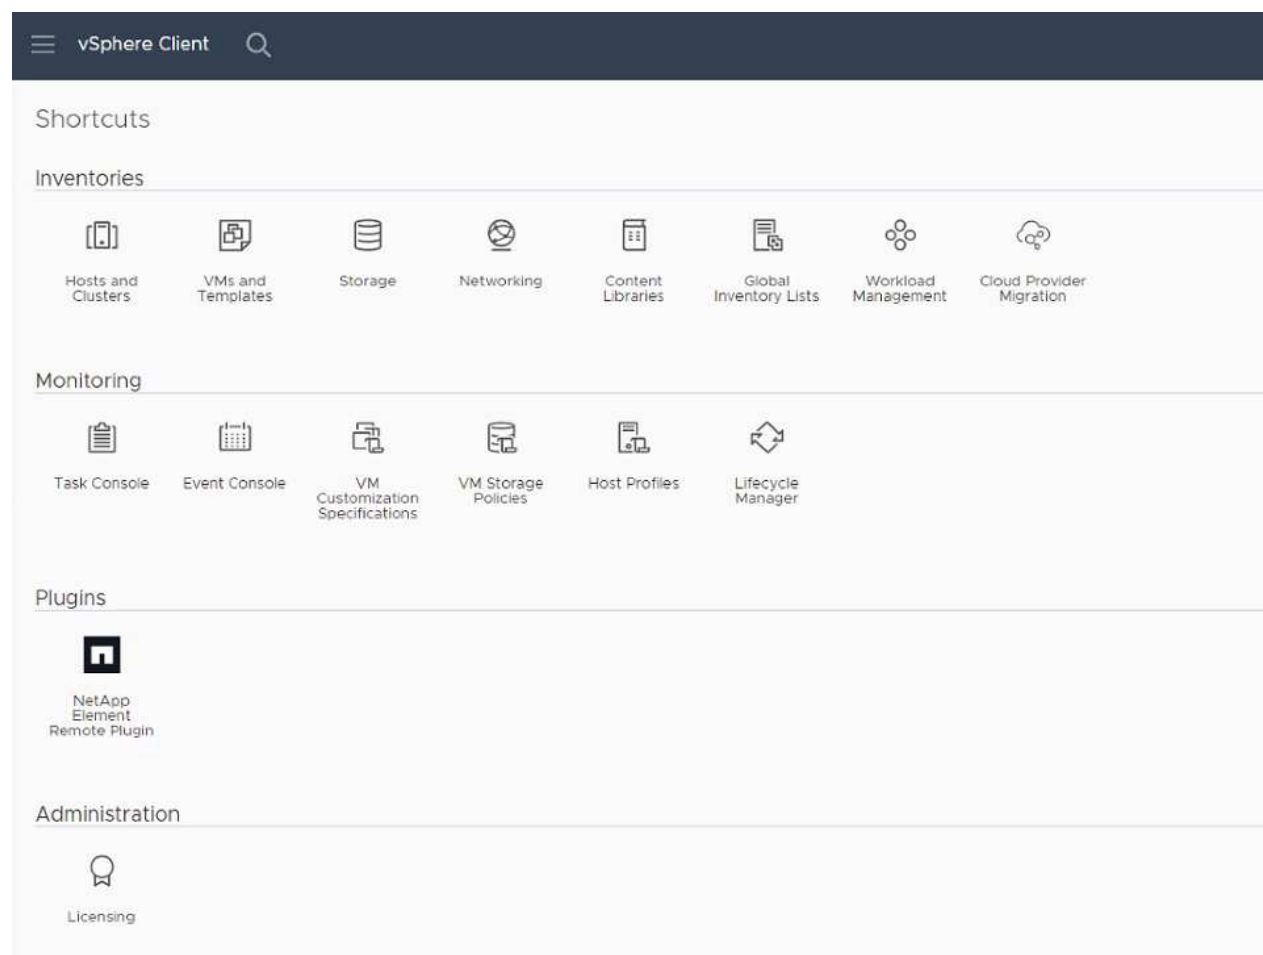 vSphere Client
Shortcuts
Inventories
Hosts and
Clusters
VMs and
Templates
Storage
Networking
Content
Libraries
Global
Inventory Lists
Workload
Management
Cloud Provider
Migration
Monitoring
Task Console
Event Console
VM
Customization
Specifications
VM Storage
Policies
Host Profiles
Lifecycle
Manager
Plugins
NetApp
Element
Remote Plugin
Administration
Licensing